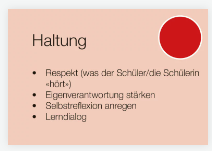 Haltung
• Respekt (was der Schüler/die Schülerin
«hört»)
• Eigenverantwortung stärken
• Selbstreflexion anregen
• Lerndialog